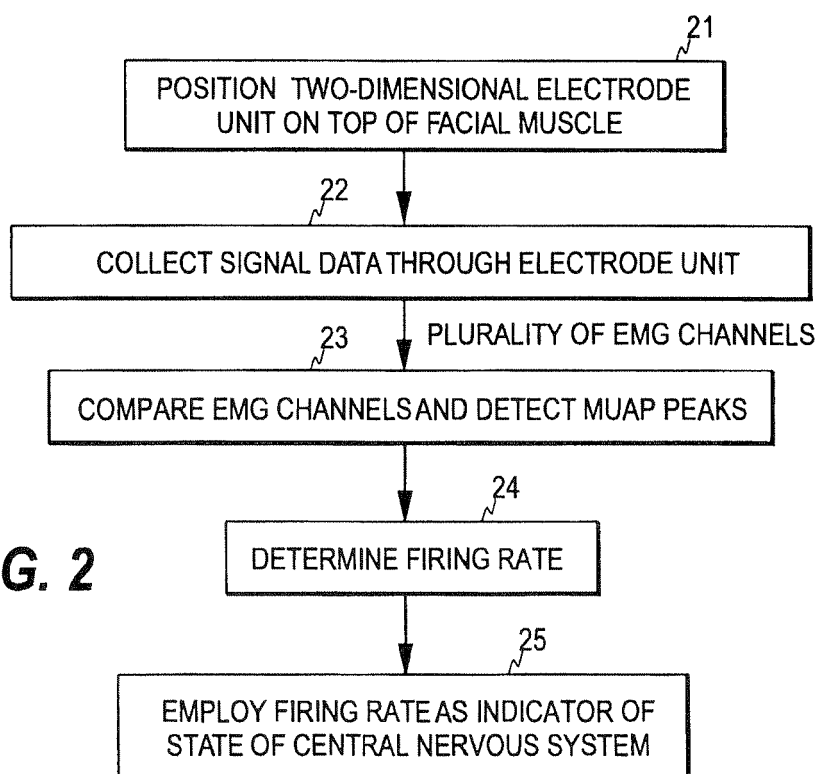 21
POSITION TWO-DIMENSIONAL ELECTRODE
UNIT ON TOP OF FACIAL MUSCLE
22
COLLECT SIGNAL DATA THROUGH ELECTRODE UNIT
PLURALITY OF EMG CHANNELS
23
COMPARE EMG CHANNELS AND DETECT MUAP PEAKS
24
DETERMINE FIRING RATE
G. 2
25
EMPLOY FIRING RATE AS INDICATOR OF
STATE OF CENTRAL NERVOUS SYSTEM